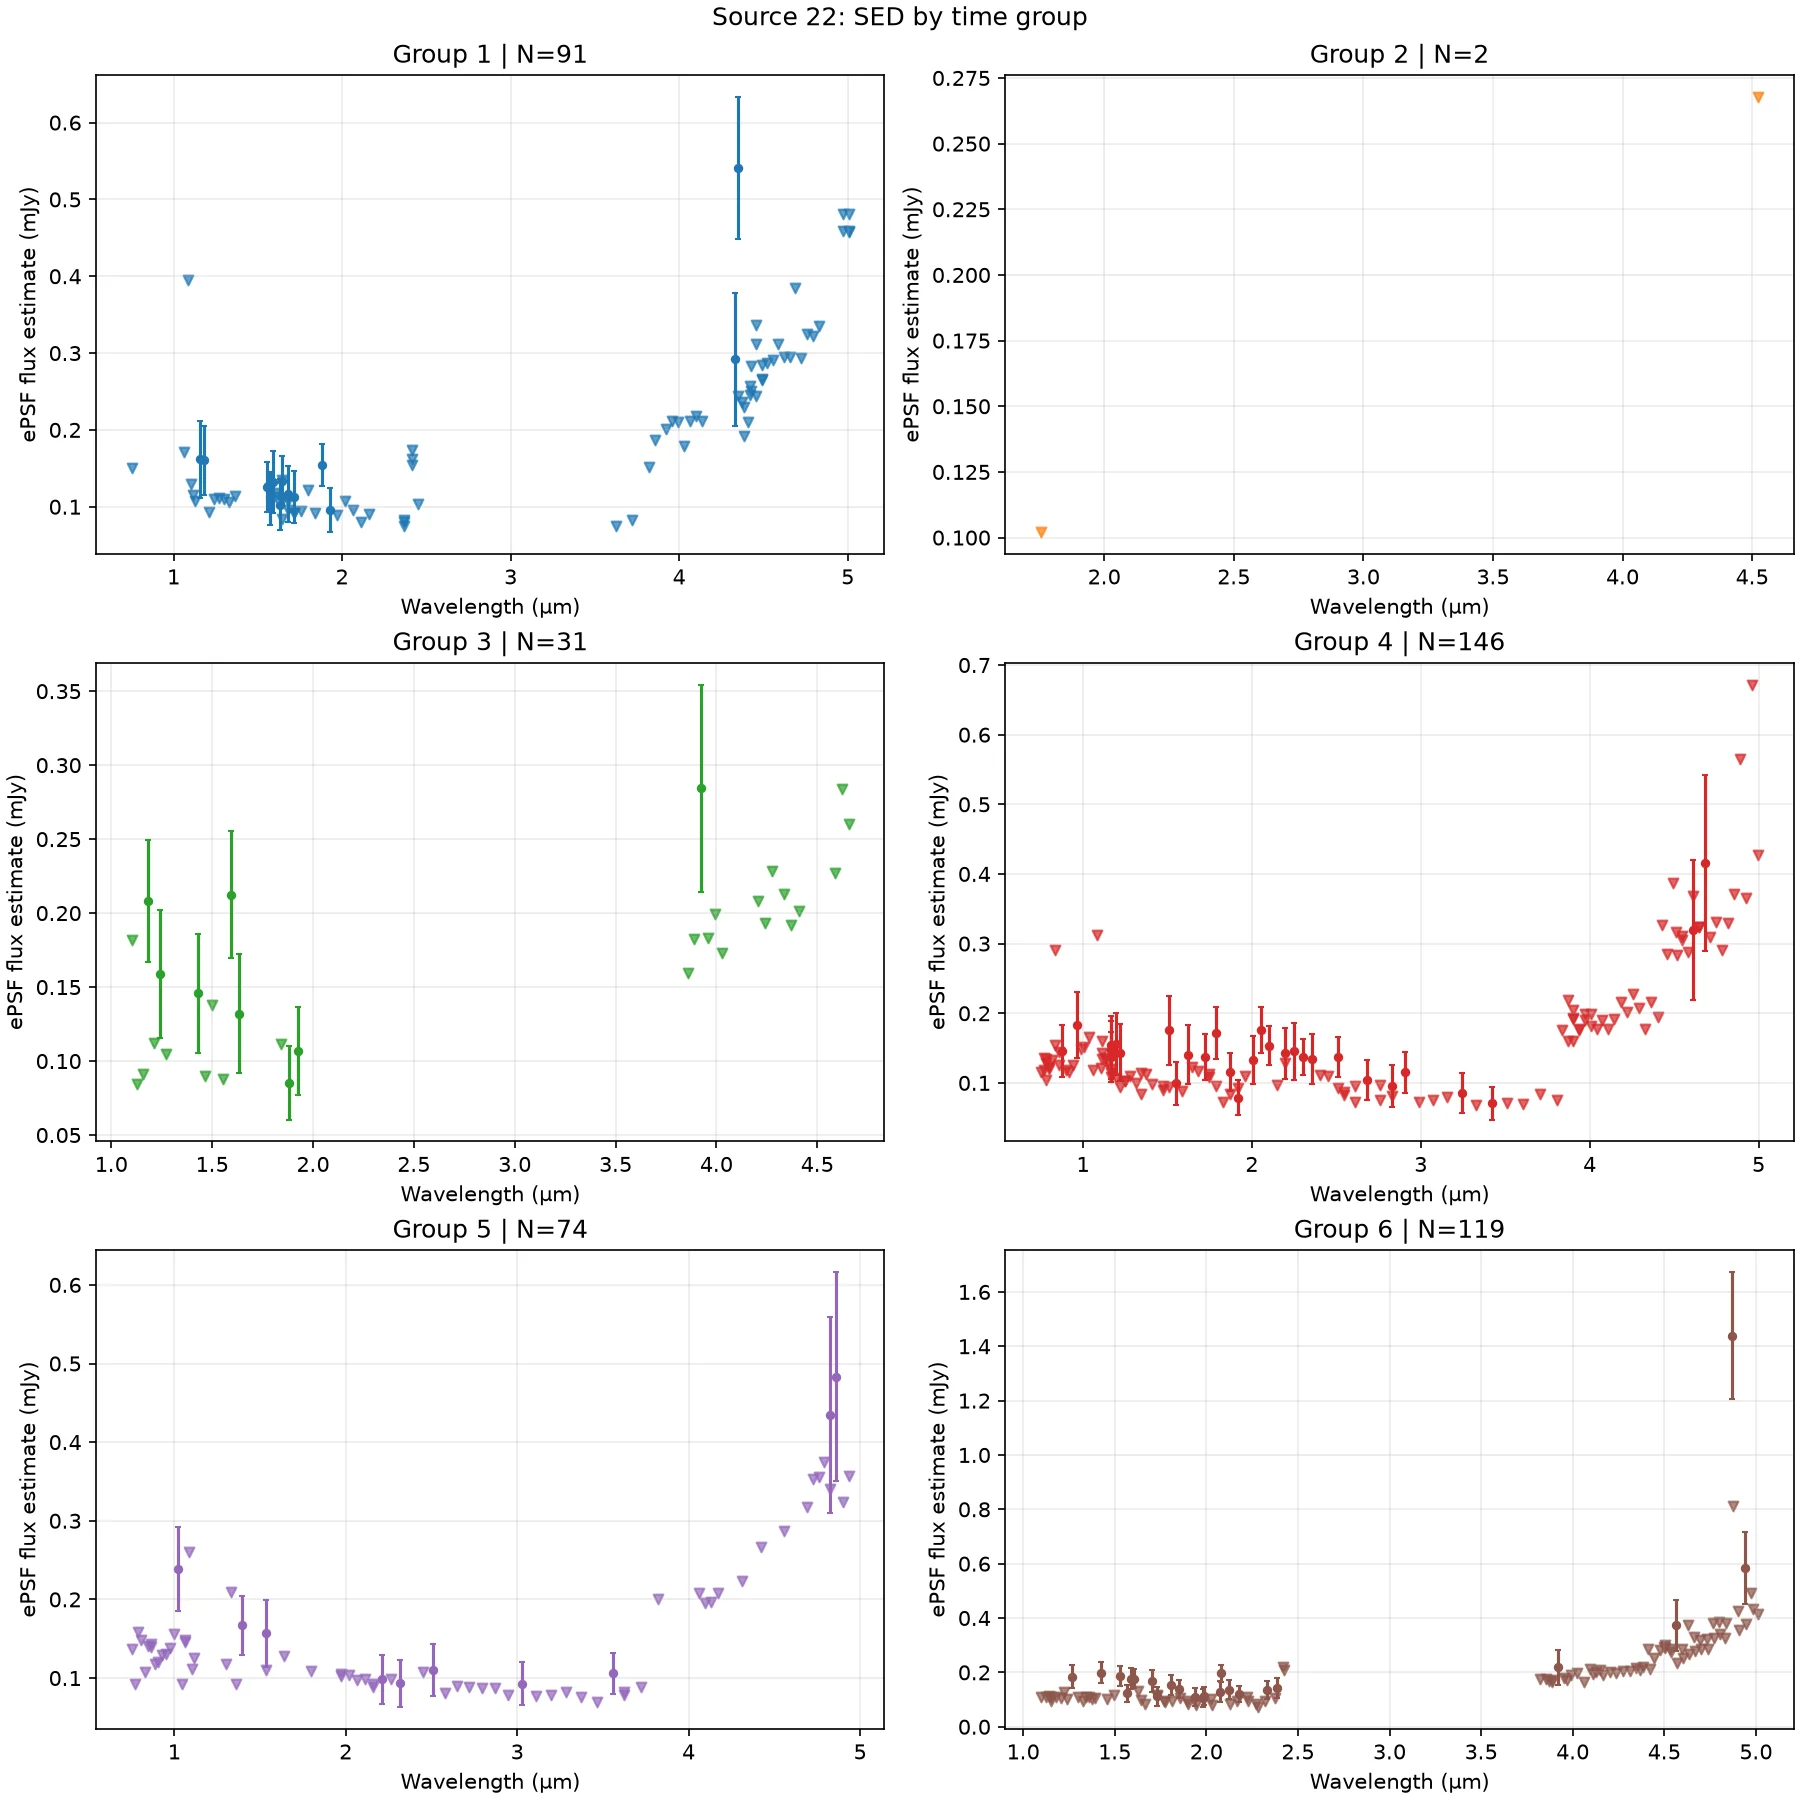 Source 22: SED by time group
Group 1 | N=91
ePSF flux estimate (mJy)
0.6
0.5
0.4
0.3
0.2
0.1
1 2 3 4 5
Wavelength (µm)
Group 2 | N=2
ePSF flux estimate (mJy)
0.275
0.250
0.225
0.200
0.175
0.150
0.125
0.100
2.0 2.5 3.0 3.5 4.0 4.5
Wavelength (µm)
Group 3 | N=31
ePSF flux estimate (mJy)
0.35
0.30
0.25
0.20
0.15
0.10
0.05
1.0 1.5 2.0 2.5 3.0 3.5 4.0 4.5
Wavelength (µm)
Group 4 | N=146
ePSF flux estimate (mJy)
0.7
0.6
0.5
0.4
0.3
0.2
0.1
1 2 3 4 5
Wavelength (µm)
Group 5 | N=74
ePSF flux estimate (mJy)
0.6
0.5
0.4
0.3
0.2
0.1
1 2 3 4 5
Wavelength (µm)
Group 6 | N=119
ePSF flux estimate (mJy)
1.6
1.4
1.2
1.0
0.8
0.6
0.4
0.2
0.0
1.0 1.5 2.0 2.5 3.0 3.5 4.0 4.5 5.0
Wavelength (µm)